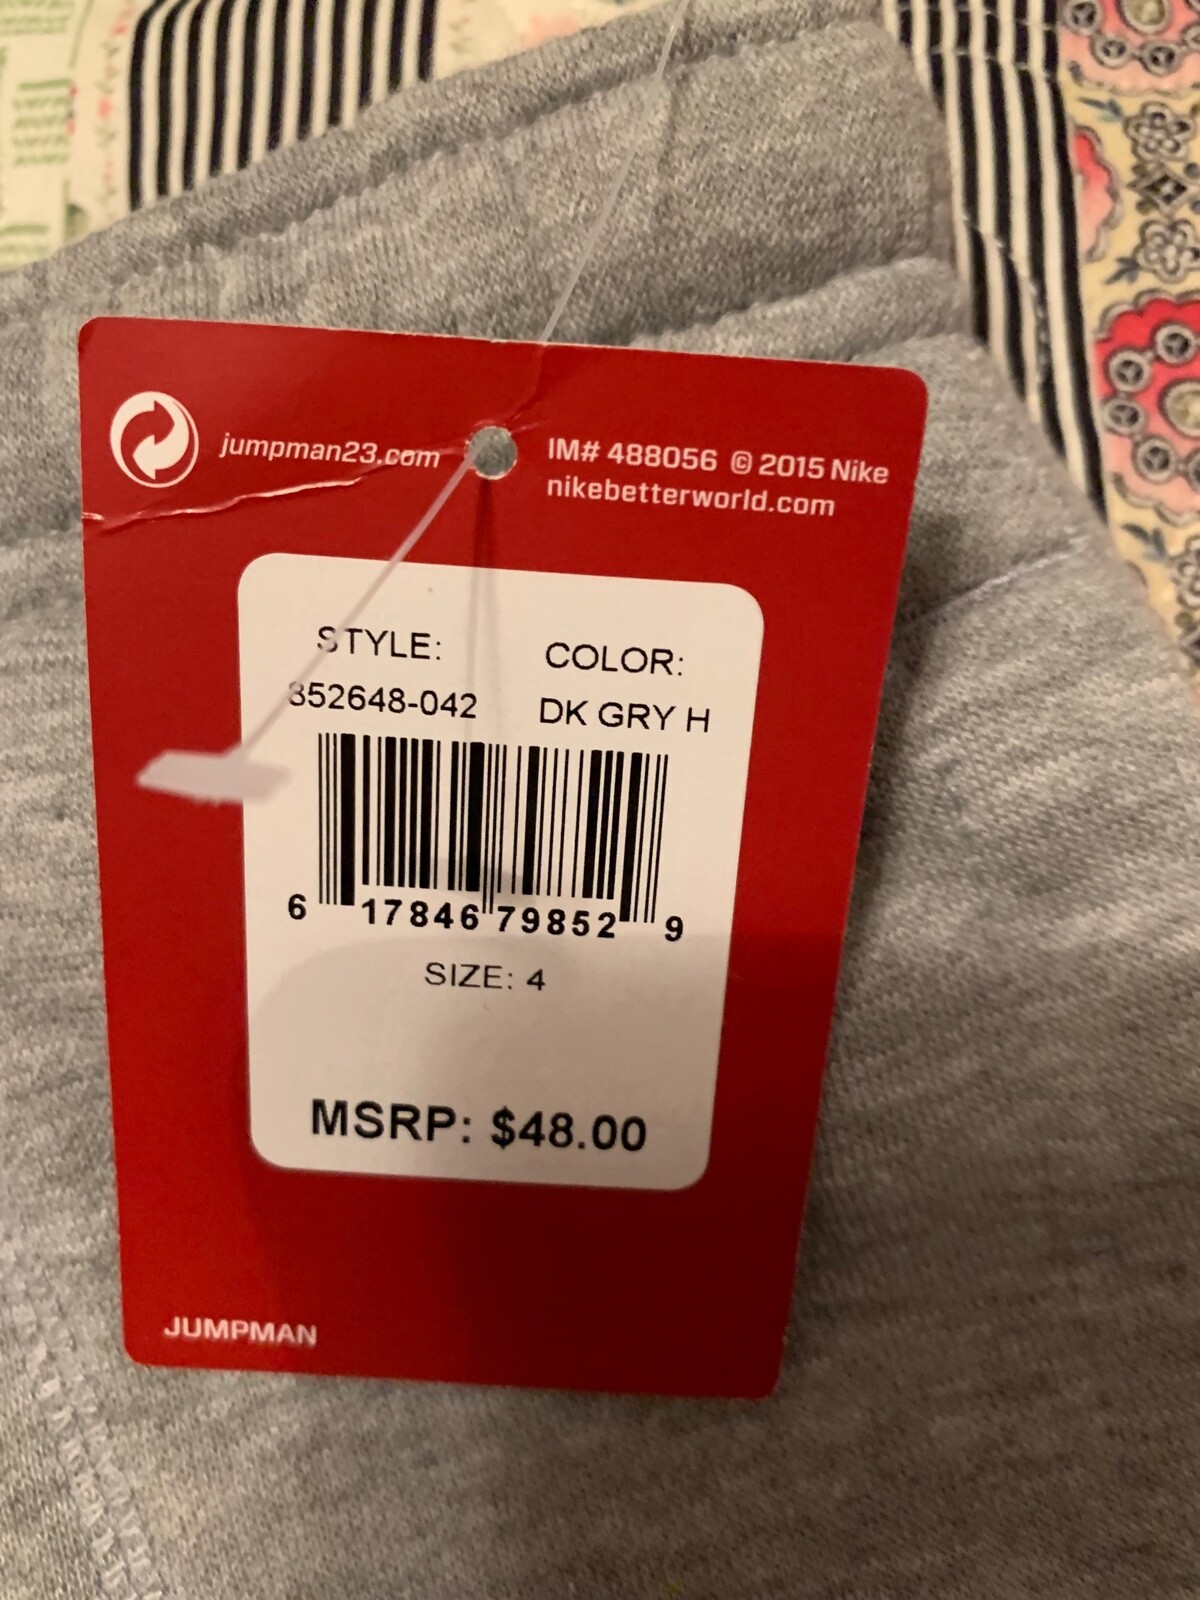 jumpman23.com
IM# 488056 © 2015 Nike
nikebetterworld.com
STYLE: COLOR:
852648-042 DK GRY H
6 17846 79852 9
SIZE: 4
MSRP: $48.00
JUMPMAN